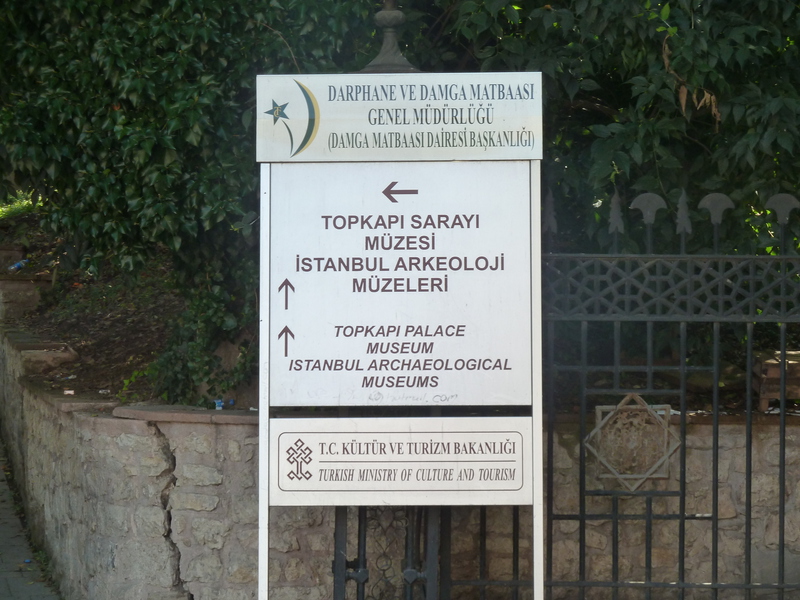 DARPHANE VE DAMGA MATBAASI
GENEL MÜDÜRLÜĞÜ
(DAMGA MATBAASI DAİRESİ BAŞKANLIĞI)
TOPKAPI SARAYI
MÜZESİ
İSTANBUL ARKEOLOJİ
MÜZELERİ
TOPKAPI PALACE
MUSEUM
ISTANBUL ARCHAEOLOGICAL
MUSEUMS
T.C. KÜLTÜR VE TURİZM BAKANLIĞI
TURKISH MINISTRY OF CULTURE AND TOURISM